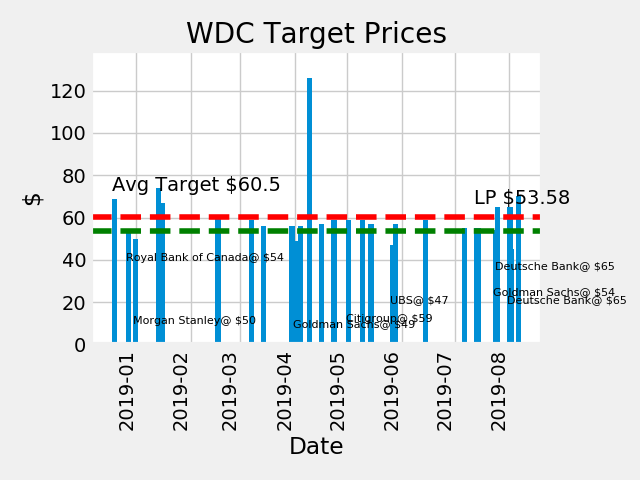 WDC Target Prices
120
100
80
60
40
20
0
$
Avg Target $60.5
LP $53.58
Royal Bank of Canada@ $54
Deutsche Bank@ $65
Goldman Sachs@ $54
UBS@ $47
Deutsche Bank@ $65
Morgan Stanley@ $50
Citigroup@ $59
Goldman Sachs@ $49
2019-01
2019-02
2019-03
2019-04
2019-05
2019-06
2019-07
2019-08
Date